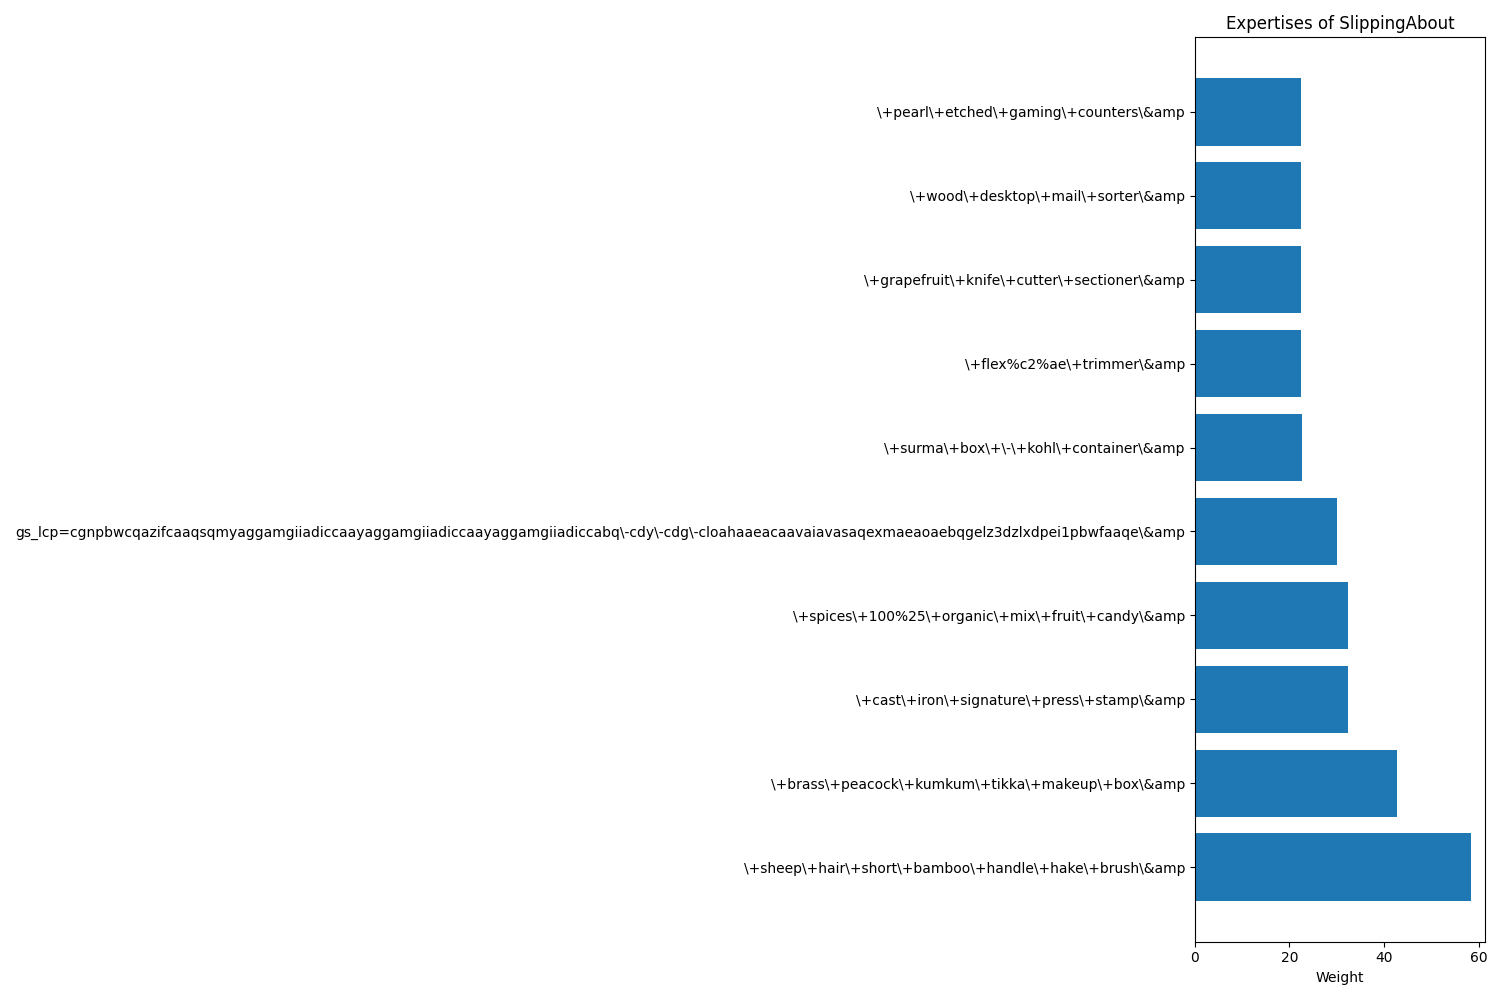 Expertises of SlippingAbout
\+pearl\+etched\+gaming\+counters\&amp
\+wood\+desktop\+mail\+sorter\&amp
\+grapefruit\+knife\+cutter\+sectioner\&amp
\+flex%c2%ae\+trimmer\&amp
\+surma\+box\+\-\+kohl\+container\&amp
gs_lcp=cgnpbwcqazifcaaqsqmyaggamgiiadiccaayaggamgiiadiccaayaggamgiiadiccabq\-cdy\-cdg\-cloahaaeacaavaiavasaqexmaeaoaebqgelz3dzlxdpei1pbwfaaqe\&amp
\+spices\+100%25\+organic\+mix\+fruit\+candy\&amp
\+cast\+iron\+signature\+press\+stamp\&amp
\+brass\+peacock\+kumkum\+tikka\+makeup\+box\&amp
\+sheep\+hair\+short\+bamboo\+handle\+hake\+brush\&amp
0 20 40 60
Weight